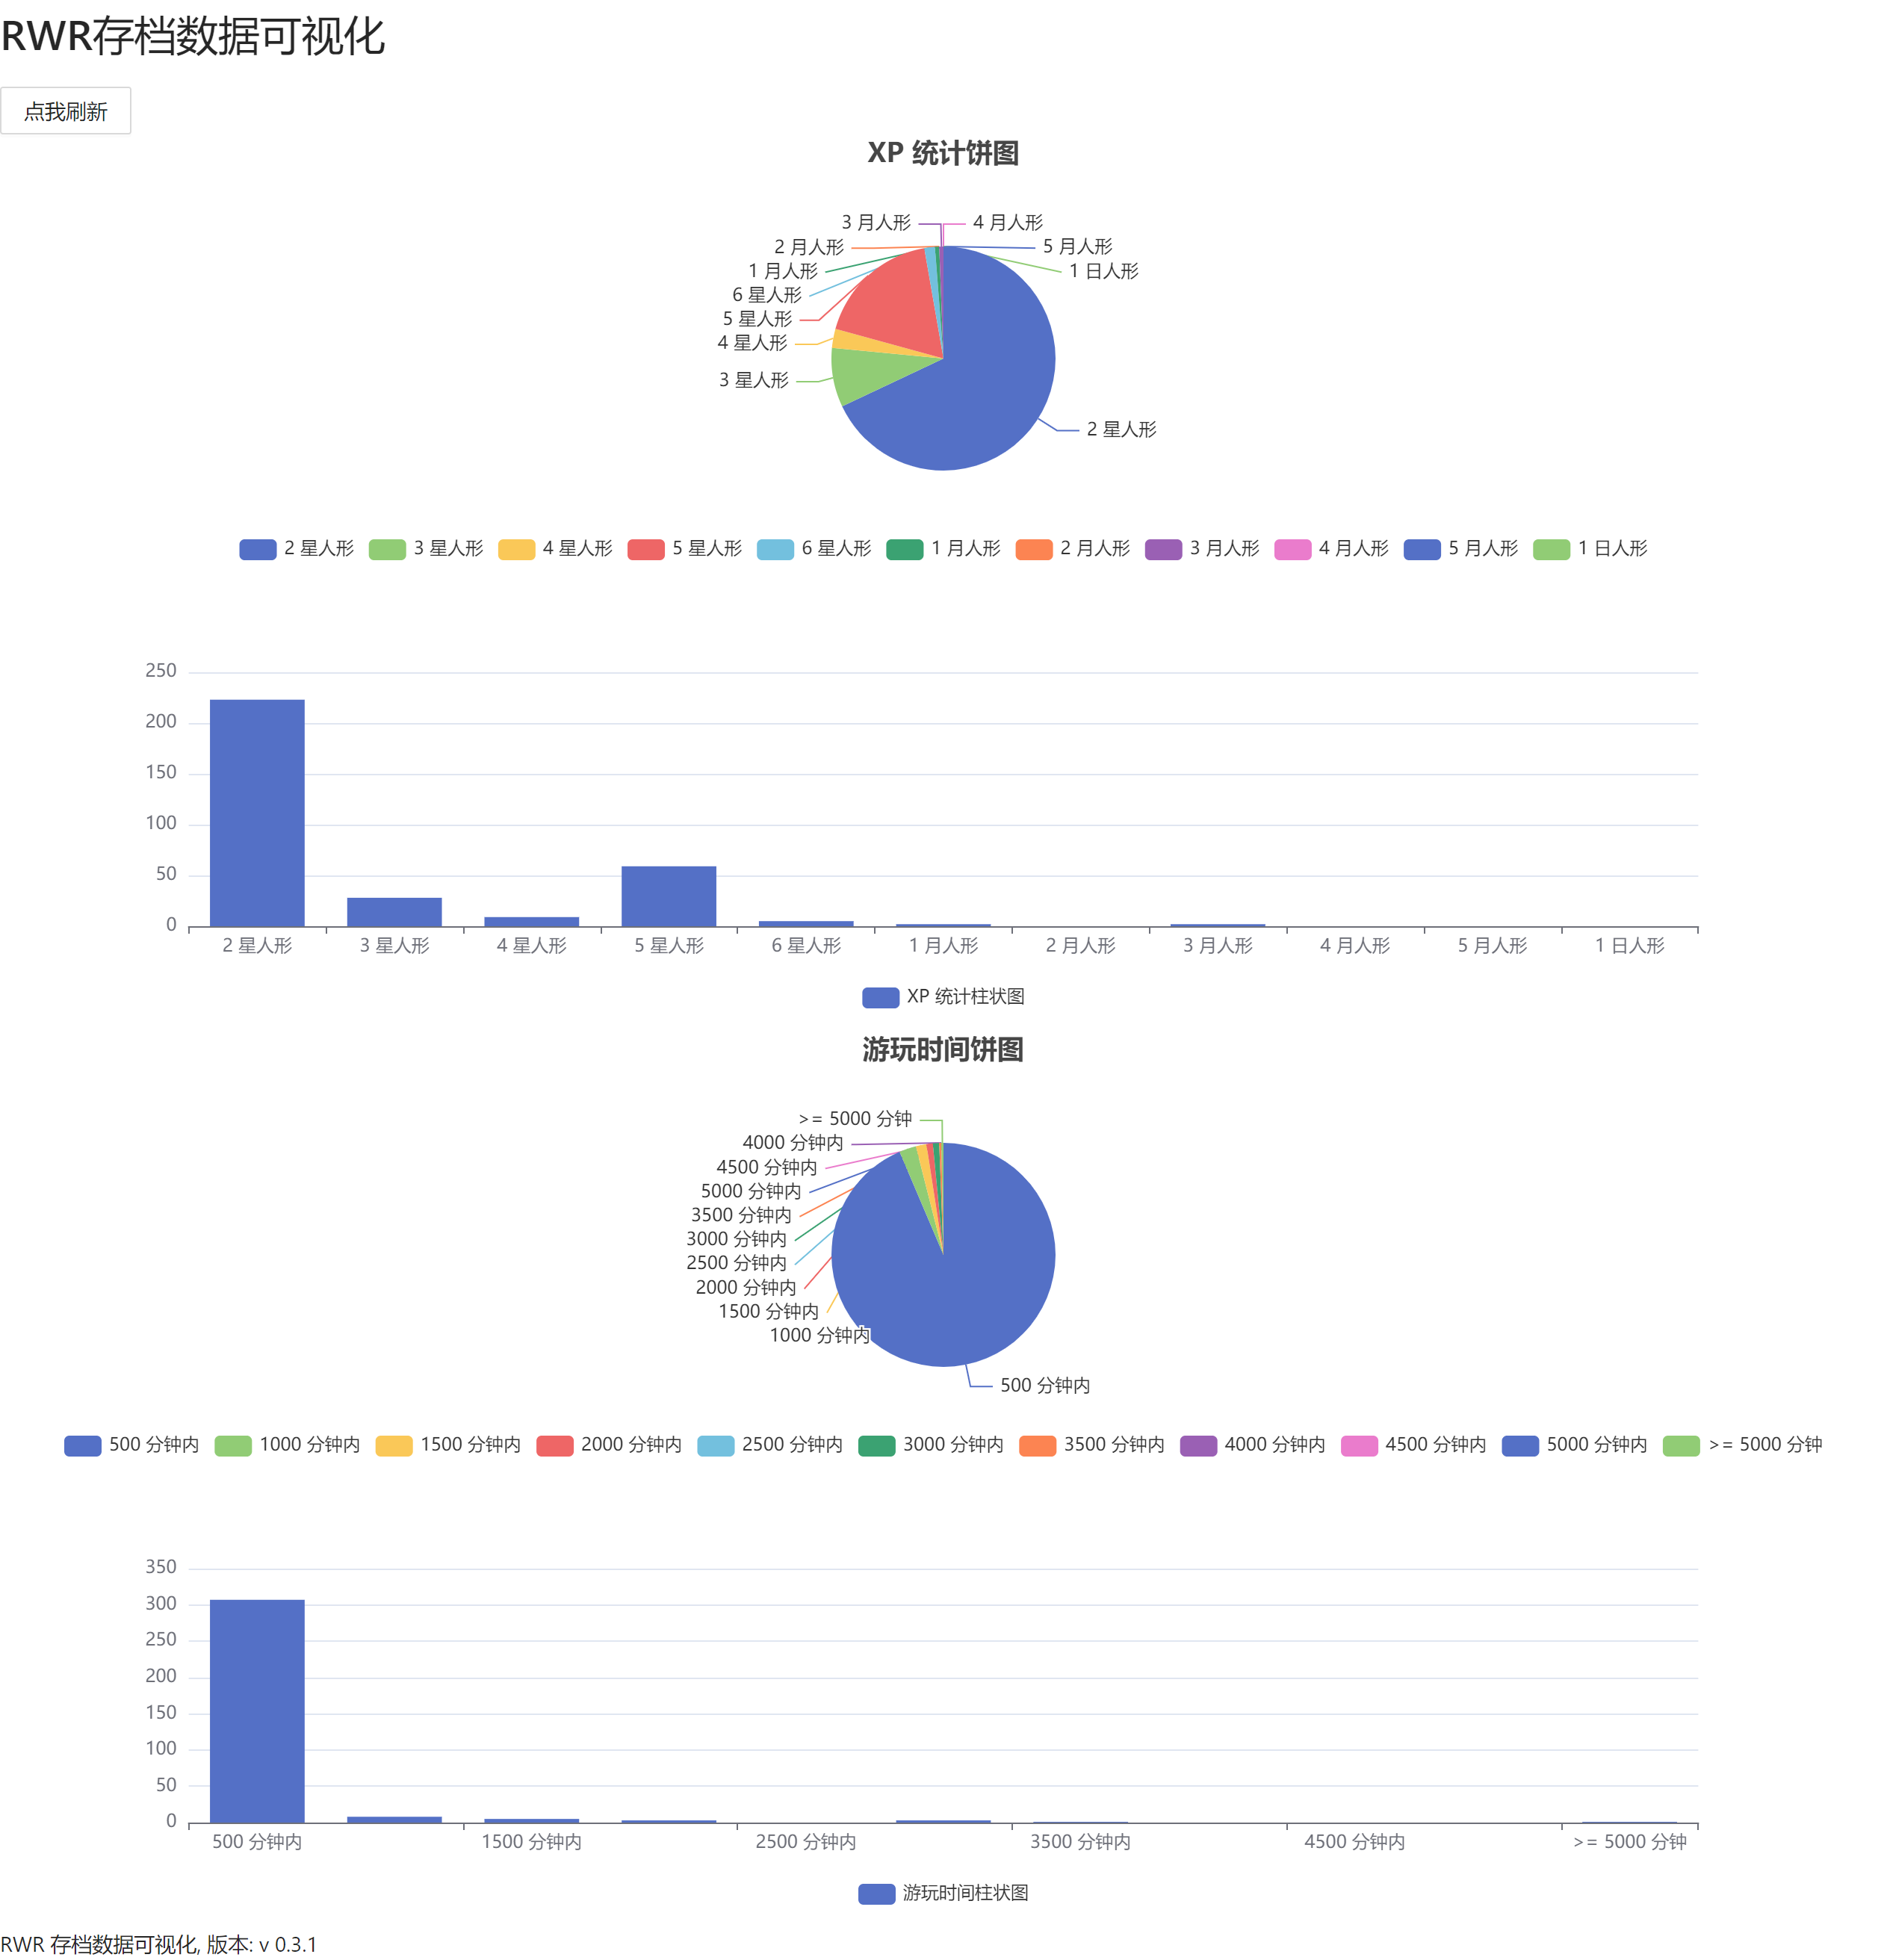 RWR存档数据可视化
点我刷新
XP 统计饼图
3 月人形
4 月人形
2 月人形
5 月人形
1 月人形
1 日人形
6 星人形
5 星人形
4 星人形
3 星人形
2 星人形
2 星人形 3 星人形 4 星人形 5 星人形 6 星人形 1 月人形 2 月人形 3 月人形 4 月人形 5 月人形 1 日人形
250
200
150
100
50
0
2 星人形 3 星人形 4 星人形 5 星人形 6 星人形 1 月人形 2 月人形 3 月人形 4 月人形 5 月人形 1 日人形
XP 统计柱状图
游玩时间饼图
>= 5000 分钟
4000 分钟内
4500 分钟内
5000 分钟内
3500 分钟内
3000 分钟内
2500 分钟内
2000 分钟内
1500 分钟内
1000 分钟内
500 分钟内
500 分钟内 1000 分钟内 1500 分钟内 2000 分钟内 2500 分钟内 3000 分钟内 3500 分钟内 4000 分钟内 4500 分钟内 5000 分钟内 >= 5000 分钟
350
300
250
200
150
100
50
0
500 分钟内 1500 分钟内 2500 分钟内 3500 分钟内 4500 分钟内 >= 5000 分钟
游玩时间柱状图
RWR 存档数据可视化, 版本: v 0.3.1